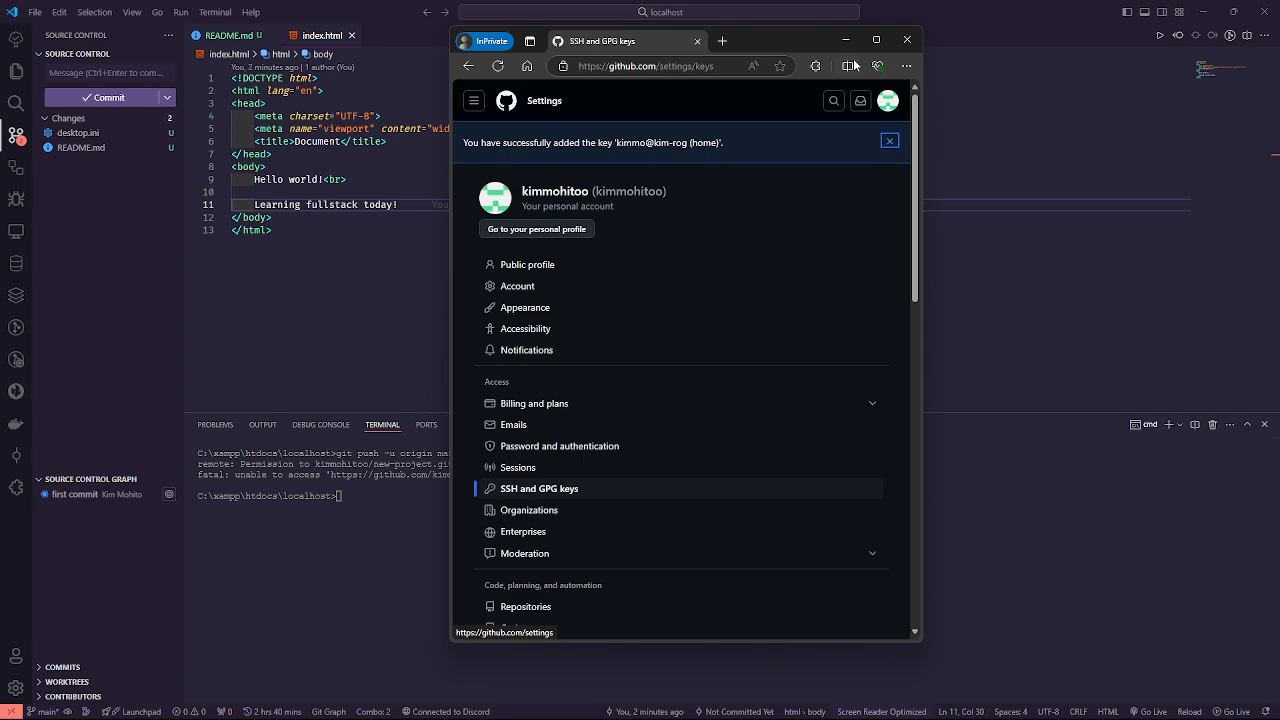 File Edit Selection View Go Run Terminal Help
localhost
SOURCE CONTROL
SOURCE CONTROL
Message (Ctrl+Enter to com...
Commit
Changes 2
desktop.ini U
README.md U
SOURCE CONTROL GRAPH
first commit Kim Mohito
COMMITS
WORKTREES
CONTRIBUTORS
README.md U
index.html
index.html > html > body
You, 2 minutes ago | 1 author (You)
1 <!DOCTYPE html>
2 <html lang="en">
3 <head>
4 <meta charset="UTF-8">
5 <meta name="viewport" content="wid
6 <title>Document</title>
7 </head>
8 <body>
9 Hello world!<br>
10
11 Learning fullstack today! You
12 </body>
13 </html>
PROBLEMS OUTPUT DEBUG CONSOLE TERMINAL PORTS
cmd
C:\xampp\htdocs\localhost>git push -u origin ma
remote: Permission to kimmohitoo/new-project.git
fatal: unable to access 'https://github.com/kim
C:\xampp\htdocs\localhost>
InPrivate
SSH and GPG keys
https://github.com/settings/keys
Settings
You have successfully added the key 'kimmo@kim-rog (home)'.
kimmohitoo (kimmohitoo)
Your personal account
Go to your personal profile
Public profile
Account
Appearance
Accessibility
Notifications
Access
Billing and plans
Emails
Password and authentication
Sessions
SSH and GPG keys
Organizations
Enterprises
Moderation
Code, planning, and automation
Repositories
https://github.com/settings
main* Launchpad 0 0 0 2 hrs 40 mins Git Graph Combo: 2 Connected to Discord You, 2 minutes ago Not Committed Yet html › body Screen Reader Optimized Ln 11, Col 30 Spaces: 4 UTF-8 CRLF HTML Go Live Reload Go Live